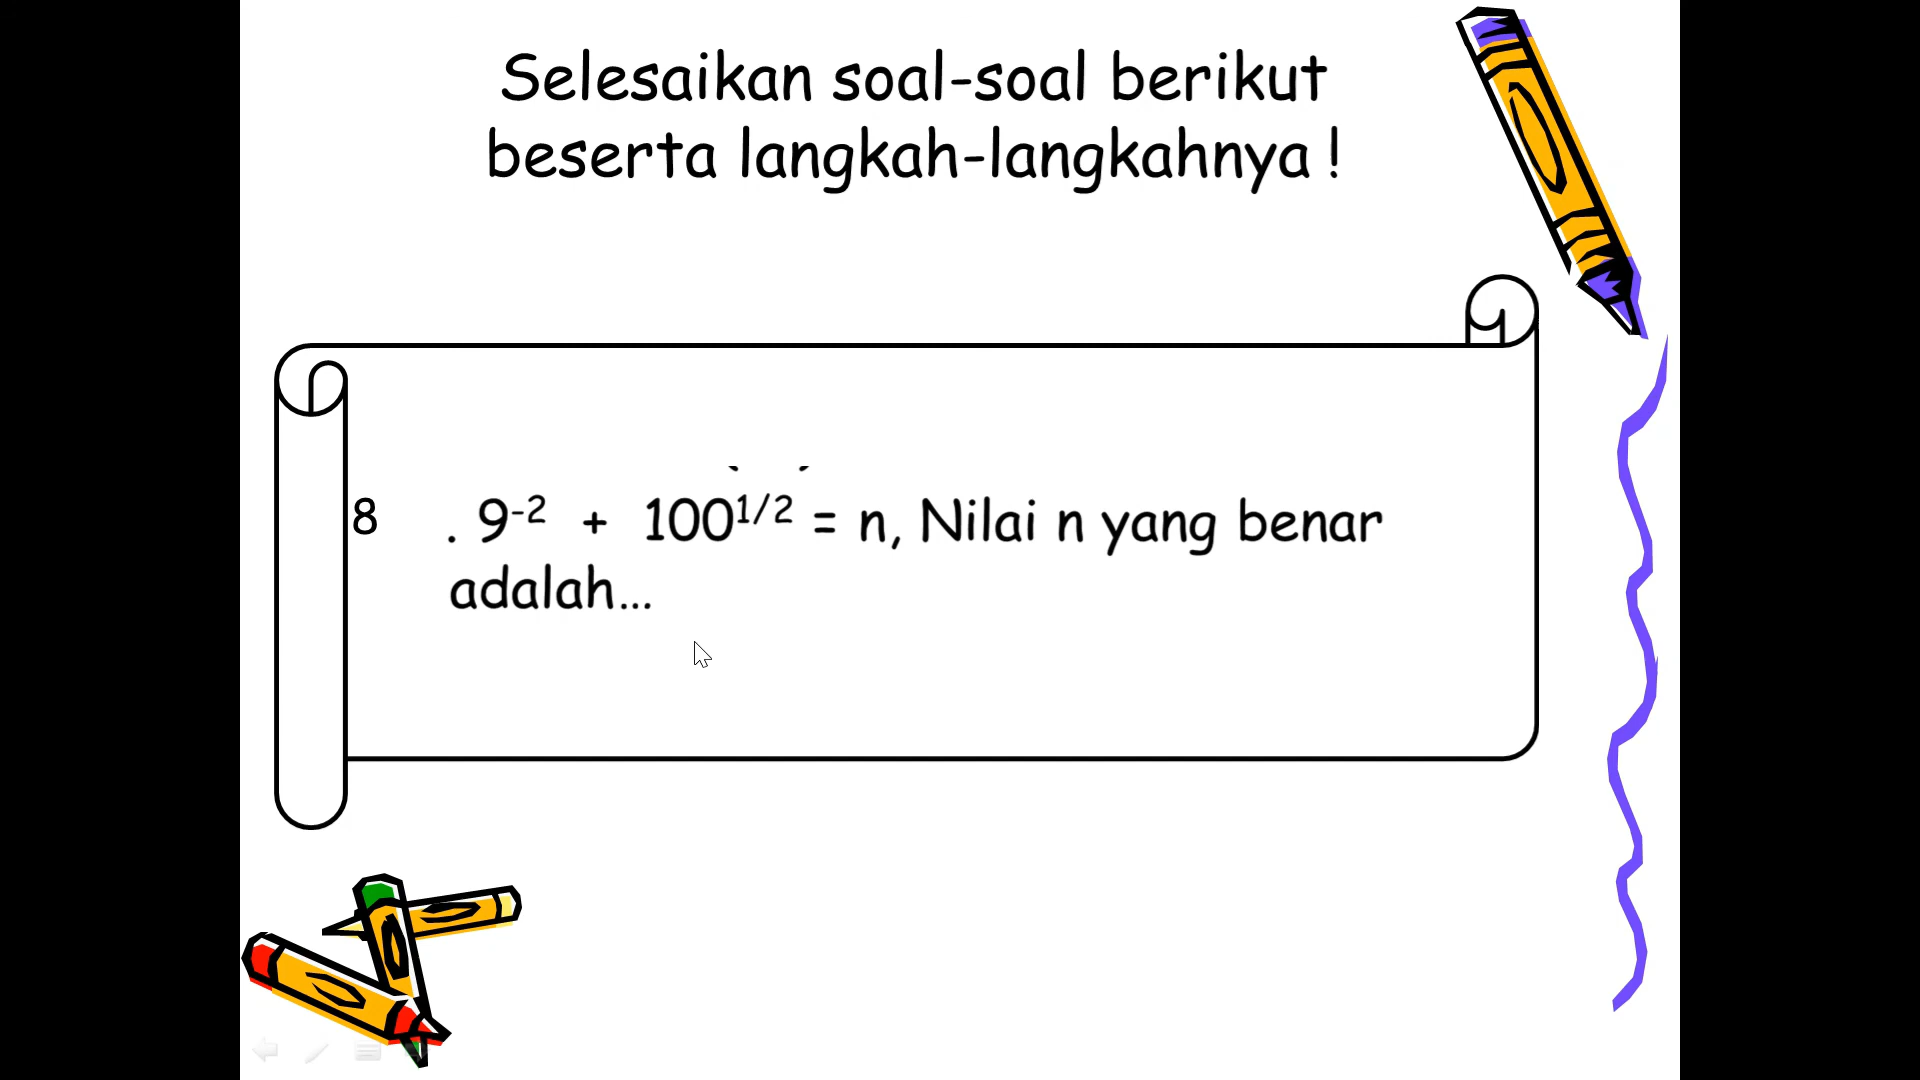 Selesaikan soal-soal berikut
beserta langkah-langkahnya !
8 . 9⁻² + 100¹/² = n, Nilai n yang benar
adalah...